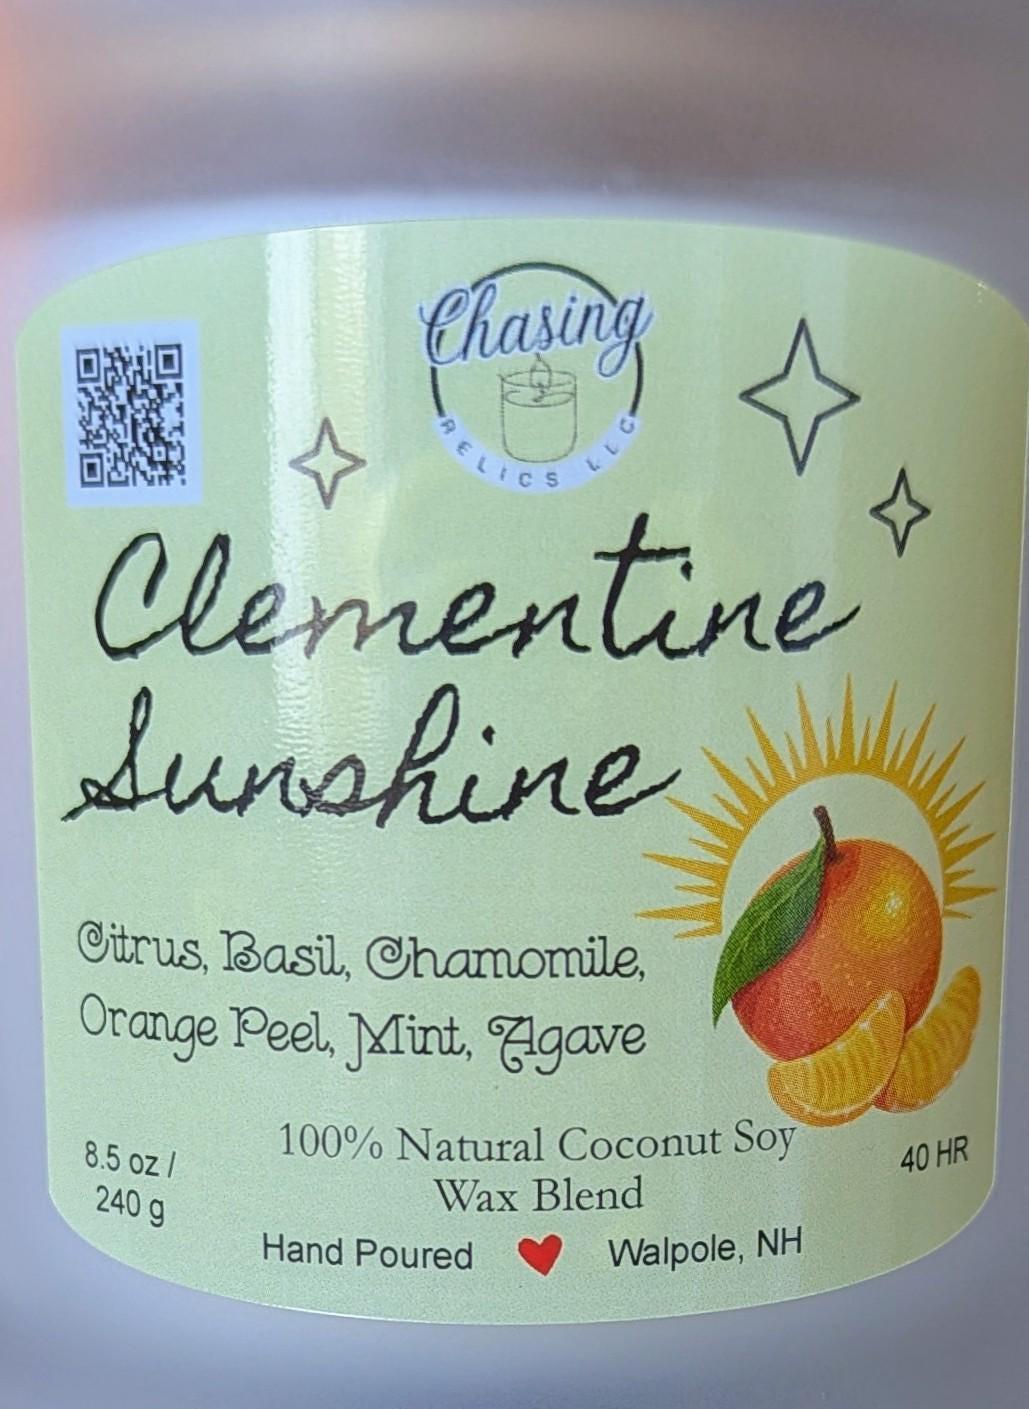 Chasing
RELICS LLC
Clementine
Sunshine
Citrus, Basil, Chamomile,
Orange Peel, Mint, Agave
100% Natural Coconut Soy
Wax Blend
8.5 oz /
240 g
40 HR
Hand Poured ❤ Walpole, NH